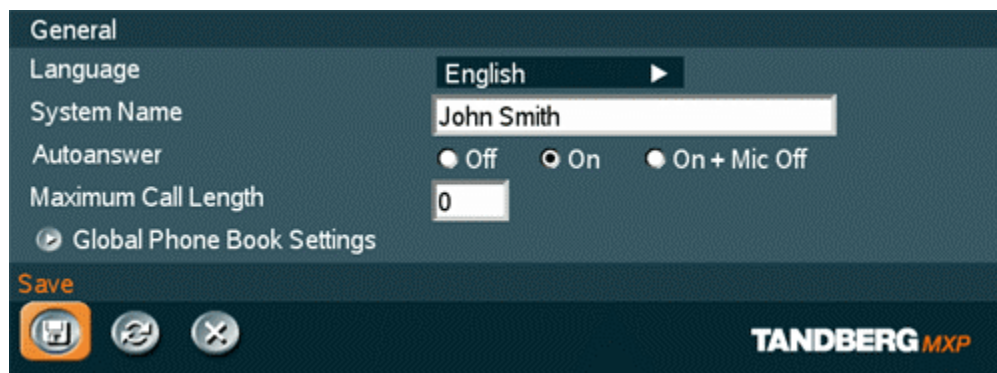 General
Language English
System Name John Smith
Autoanswer Off On On + Mic Off
Maximum Call Length 0
Global Phone Book Settings
Save
TANDBERG MXP